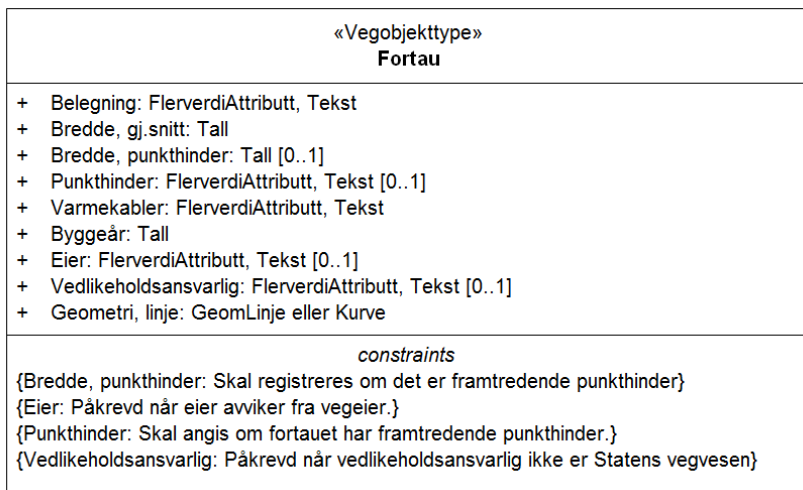 «Vegobjekttype»
Fortau
+ Belegning: FlerverdiAttributt, Tekst
+ Bredde, gj.snitt: Tall
+ Bredde, punkthinder: Tall [0..1]
+ Punkthinder: FlerverdiAttributt, Tekst [0..1]
+ Varmekabler: FlerverdiAttributt, Tekst
+ Byggeår: Tall
+ Eier: FlerverdiAttributt, Tekst [0..1]
+ Vedlikeholdsansvarlig: FlerverdiAttributt, Tekst [0..1]
+ Geometri, linje: GeomLinje eller Kurve
constraints
{Bredde, punkthinder: Skal registreres om det er framtredende punkthinder}
{Eier: Påkrevd når eier avviker fra vegeier.}
{Punkthinder: Skal angis om fortauet har framtredende punkthinder.}
{Vedlikeholdsansvarlig: Påkrevd når vedlikeholdsansvarlig ikke er Statens vegvesen}